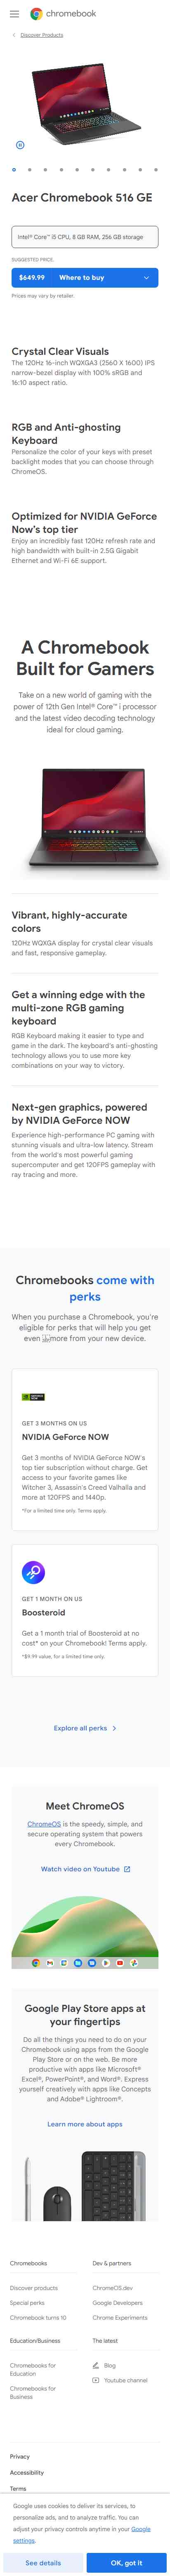 chromebook
Discover Products
Acer Chromebook 516 GE
Intel® Core™ i5 CPU, 8 GB RAM, 256 GB storage
SUGGESTED PRICE.
$649.99 Where to buy
Prices may vary by retailer.
Crystal Clear Visuals
The 120Hz 16-inch WQXGA3 (2560 X 1600) IPS
narrow-bezel display with 100% sRGB and
16:10 aspect ratio.
RGB and Anti-ghosting
Keyboard
Personalize the color of your keys with preset
backlight modes that you can choose through
ChromeOS.
Optimized for NVIDIA GeForce
Now's top tier
Enjoy an incredibly fast 120Hz refresh rate and
high bandwidth with built-in 2.5G Gigabit
Ethernet and Wi-Fi 6E support.
A Chromebook
Built for Gamers
Take on a new world of gaming with the
power of 12th Gen Intel® Core™ i processor
and the latest video decoding technology
ideal for cloud gaming.
Vibrant, highly-accurate
colors
120Hz WQXGA display for crystal clear visuals
and fast, responsive gameplay.
Get a winning edge with the
multi-zone RGB gaming
keyboard
RGB Keyboard making it easier to type and
game in the dark. The keyboard's anti-ghosting
technology allows you to use more key
combinations on your way to victory.
Next-gen graphics, powered
by NVIDIA GeForce NOW
Experience high-performance PC gaming with
stunning visuals and ultra-low latency. Stream
from the world's most powerful gaming
supercomputer and get 120FPS gameplay with
ray tracing and more.
Chromebooks come with
perks
When you purchase a Chromebook, you're
eligible for perks that will help you get
even more from your new device.
GET 3 MONTHS ON US
NVIDIA GeForce NOW
Get 3 months of NVIDIA GeForce NOW's
top tier subscription without charge. Get
access to your favorite games like
Witcher 3, Assassin's Creed Valhalla and
more at 120FPS and 1440p.
*For a limited time only. Terms apply.
GET 1 MONTH ON US
Boosteroid
Get a 1 month trial of Boosteroid at no
cost* on your Chromebook! Terms apply.
*$9.99 value, for a limited time only.
Explore all perks
Meet ChromeOS
ChromeOS is the speedy, simple, and
secure operating system that powers
every Chromebook.
Watch video on Youtube
Google Play Store apps at
your fingertips
Do all the things you need to do on your
Chromebook using apps from the Google
Play Store or on the web. Be more
productive with apps like Microsoft®
Excel®, PowerPoint®, and Word®. Express
yourself creatively with apps like Concepts
and Adobe® Lightroom®.
Learn more about apps
Chromebooks
Discover products
Special perks
Chromebook turns 10
Dev & partners
ChromeOS.dev
Google Developers
Chrome Experiments
Education/Business
Chromebooks for
Education
Chromebooks for
Business
The latest
Blog
Youtube channel
Privacy
Accessibility
Terms
Google uses cookies to deliver its services, to
personalize ads, and to analyze traffic. You can
adjust your privacy controls anytime in your Google
settings.
See details
OK, got it